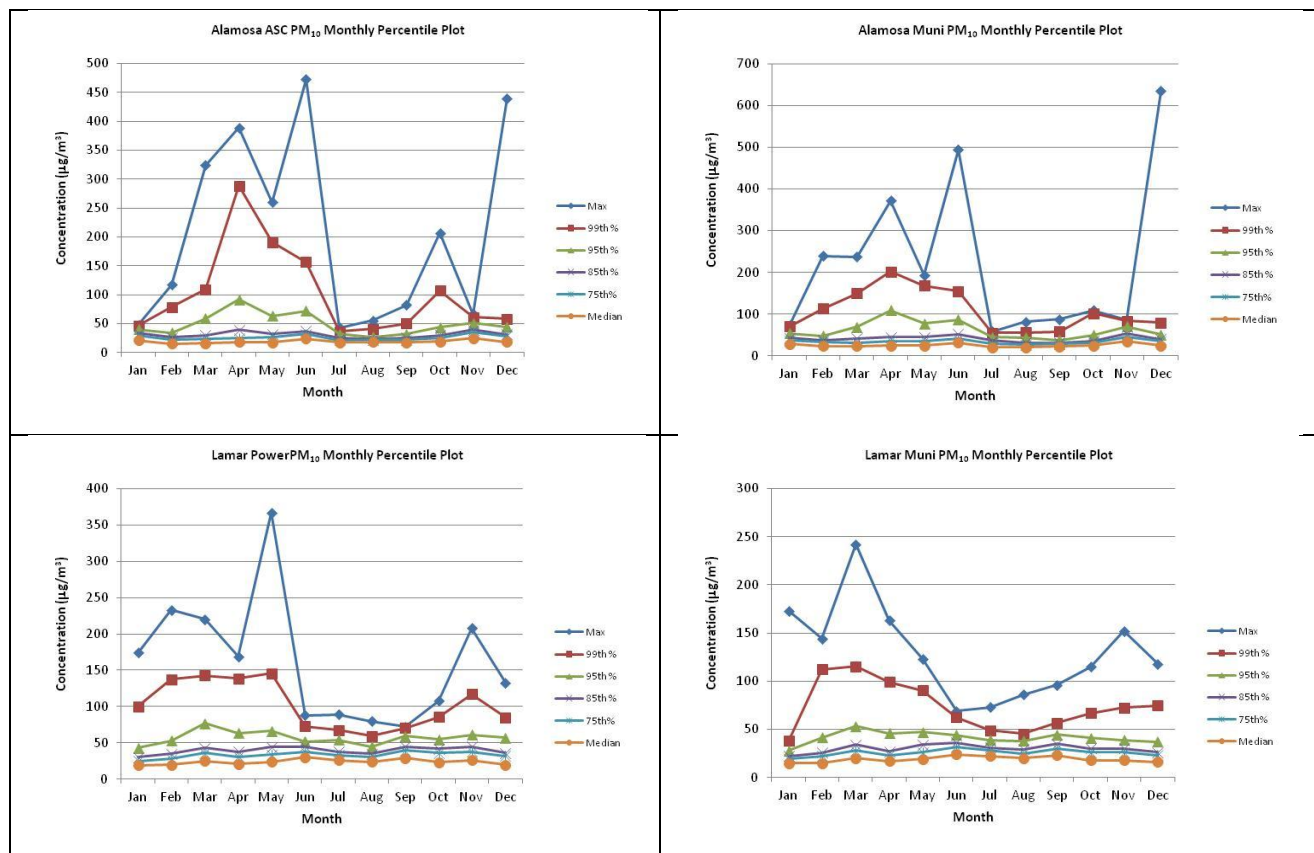 Alamosa ASC PM₁₀ Monthly Percentile Plot
500
450
400
350
300
250
200
150
100
50
0
Concentration (µg/m³)
Jan Feb Mar Apr May Jun Jul Aug Sep Oct Nov Dec
Month
Max
99th%
95th%
85th%
75th%
Median
Alamosa Muni PM₁₀ Monthly Percentile Plot
700
600
500
400
300
200
100
0
Concentration (µg/m³)
Jan Feb Mar Apr May Jun Jul Aug Sep Oct Nov Dec
Month
Max
99th%
95th%
85th%
75th%
Median
Lamar PowerPM₁₀ Monthly Percentile Plot
400
350
300
250
200
150
100
50
0
Concentration (µg/m³)
Jan Feb Mar Apr May Jun Jul Aug Sep Oct Nov Dec
Month
Max
99th%
95th%
85th%
75th%
Median
Lamar Muni PM₁₀ Monthly Percentile Plot
300
250
200
150
100
50
0
Concentration (µg/m³)
Jan Feb Mar Apr May Jun Jul Aug Sep Oct Nov Dec
Month
Max
99th%
95th%
85th%
75th%
Median